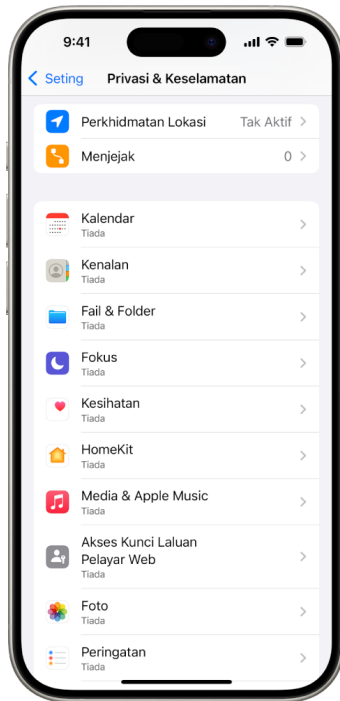 9:41
Seting Privasi & Keselamatan
Perkhidmatan Lokasi Tak Aktif
Menjejak 0
Kalendar
Tiada
Kenalan
Tiada
Fail & Folder
Tiada
Fokus
Tiada
Kesihatan
Tiada
HomeKit
Tiada
Media & Apple Music
Tiada
Akses Kunci Laluan
Pelayar Web
Tiada
Foto
Tiada
Peringatan
Tiada